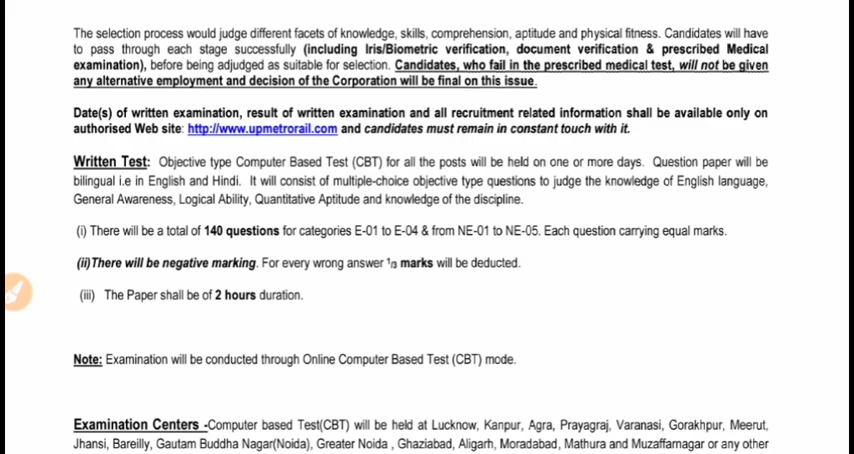 The selection process would judge different facets of knowledge, skills, comprehension, aptitude and physical fitness. Candidates will have
to pass through each stage successfully (including Iris/Biometric verification, document verification & prescribed Medical
examination), before being adjudged as suitable for selection. Candidates, who fail in the prescribed medical test, will not be given
any alternative employment and decision of the Corporation will be final on this issue.
Date(s) of written examination, result of written examination and all recruitment related information shall be available only on
authorised Web site: http://www.upmetrorail.com and candidates must remain in constant touch with it.
Written Test: Objective type Computer Based Test (CBT) for all the posts will be held on one or more days. Question paper will be
bilingual i.e in English and Hindi. It will consist of multiple-choice objective type questions to judge the knowledge of English language,
General Awareness, Logical Ability, Quantitative Aptitude and knowledge of the discipline.
(i) There will be a total of 140 questions for categories E-01 to E-04 & from NE-01 to NE-05. Each question carrying equal marks.
(ii)There will be negative marking. For every wrong answer 1/3 marks will be deducted.
(iii) The Paper shall be of 2 hours duration.
Note: Examination will be conducted through Online Computer Based Test (CBT) mode.
Examination Centers -Computer based Test(CBT) will be held at Lucknow, Kanpur, Agra, Prayagraj, Varanasi, Gorakhpur, Meerut,
Jhansi, Bareilly, Gautam Buddha Nagar(Noida), Greater Noida , Ghaziabad, Aligarh, Moradabad, Mathura and Muzaffarnagar or any other